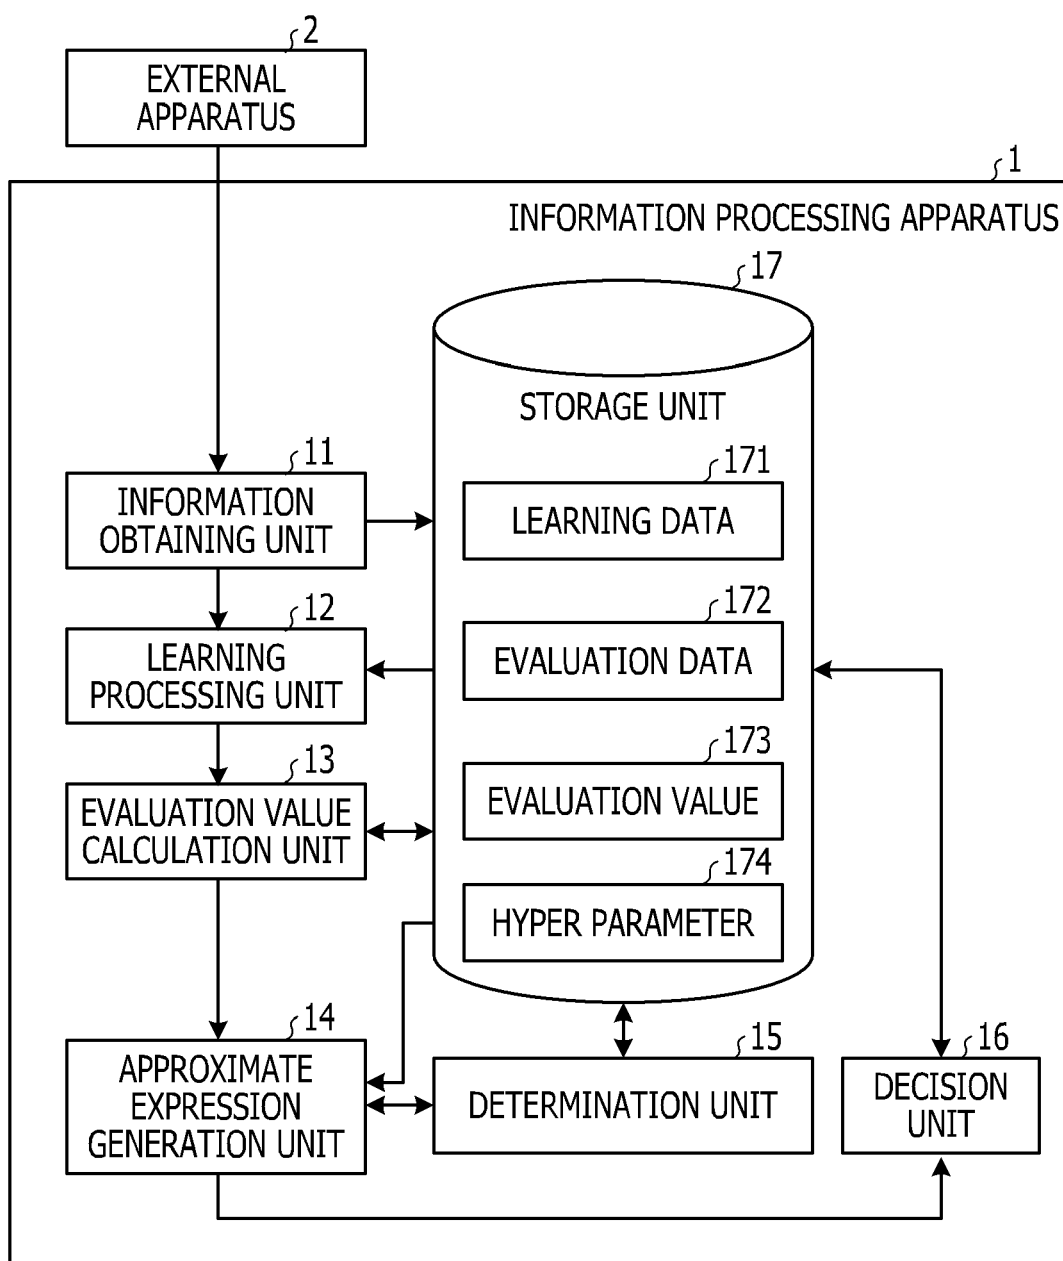 2
EXTERNAL
APPARATUS
1
INFORMATION PROCESSING APPARATUS
17
STORAGE UNIT
11
INFORMATION
OBTAINING UNIT
171
LEARNING DATA
12
LEARNING
PROCESSING UNIT
172
EVALUATION DATA
13
EVALUATION VALUE
CALCULATION UNIT
173
EVALUATION VALUE
174
HYPER PARAMETER
14
APPROXIMATE
EXPRESSION
GENERATION UNIT
15
DETERMINATION UNIT
16
DECISION
UNIT